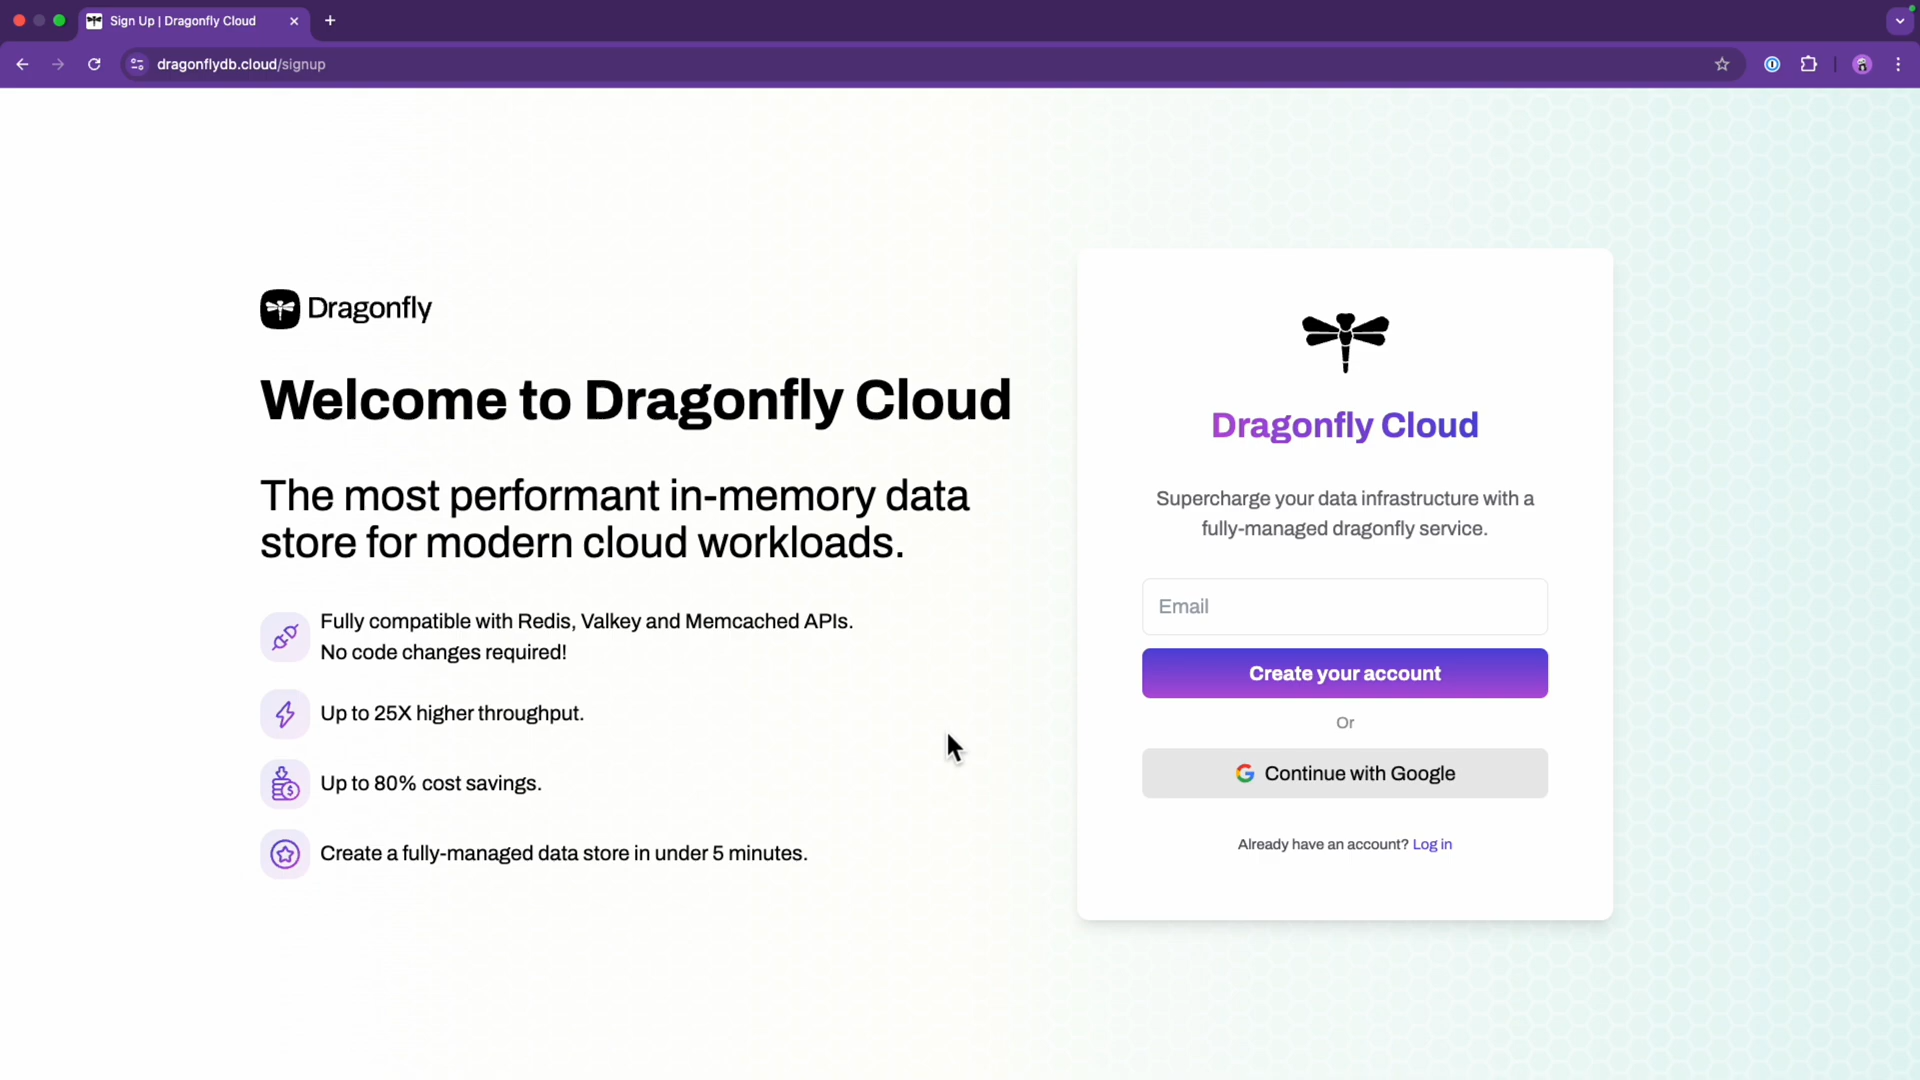 Sign Up | Dragonfly Cloud
dragonflydb.cloud/signup
Dragonfly
Welcome to Dragonfly Cloud
The most performant in-memory data
store for modern cloud workloads.
Fully compatible with Redis, Valkey and Memcached APIs.
No code changes required!
Up to 25X higher throughput.
Up to 80% cost savings.
Create a fully-managed data store in under 5 minutes.
Dragonfly Cloud
Supercharge your data infrastructure with a
fully-managed dragonfly service.
Email
Create your account
Or
Continue with Google
Already have an account? Log in